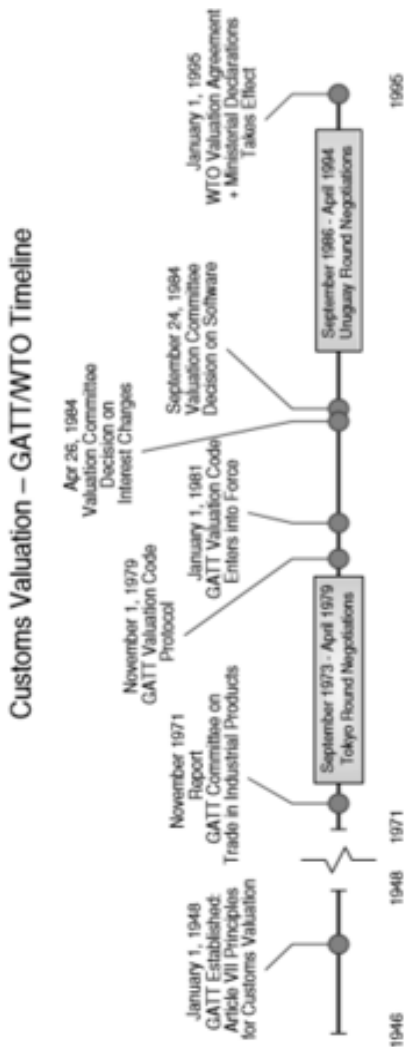 Customs Valuation – GATT/WTO Timeline
January 1, 1948
GATT Established:
Article VII Principles
for Customs Valuation
November 1971
Report
GATT Committee on
Trade in Industrial Products
September 1973 - April 1979
Tokyo Round Negotiations
November 1, 1979
GATT Valuation Code
Protocol
January 1, 1981
GATT Valuation Code
Enters into Force
Apr 26, 1984
Valuation Committee
Decision on
Interest Charges
September 24, 1984
Valuation Committee
Decision on Software
September 1986 - April 1994
Uruguay Round Negotiations
January 1, 1995
WTO Valuation Agreement
+ Ministerial Declarations
Takes Effect
1946
1948
1971
1995